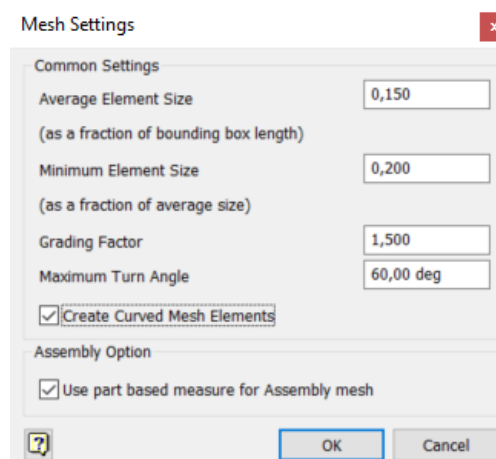 Mesh Settings
x
Common Settings
Average Element Size 0,150
(as a fraction of bounding box length)
Minimum Element Size 0,200
(as a fraction of average size)
Grading Factor 1,500
Maximum Turn Angle 60,00 deg
Create Curved Mesh Elements
Assembly Option
Use part based measure for Assembly mesh
? OK Cancel